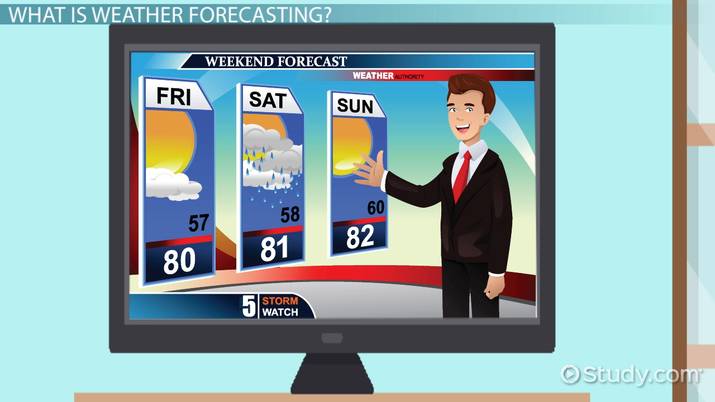 WHAT IS WEATHER FORECASTING?
WEEKEND FORECAST
WEATHER AUTHORITY
FRI
57
80
SAT
58
81
SUN
60
82
5 STORM
WATCH
Study.com